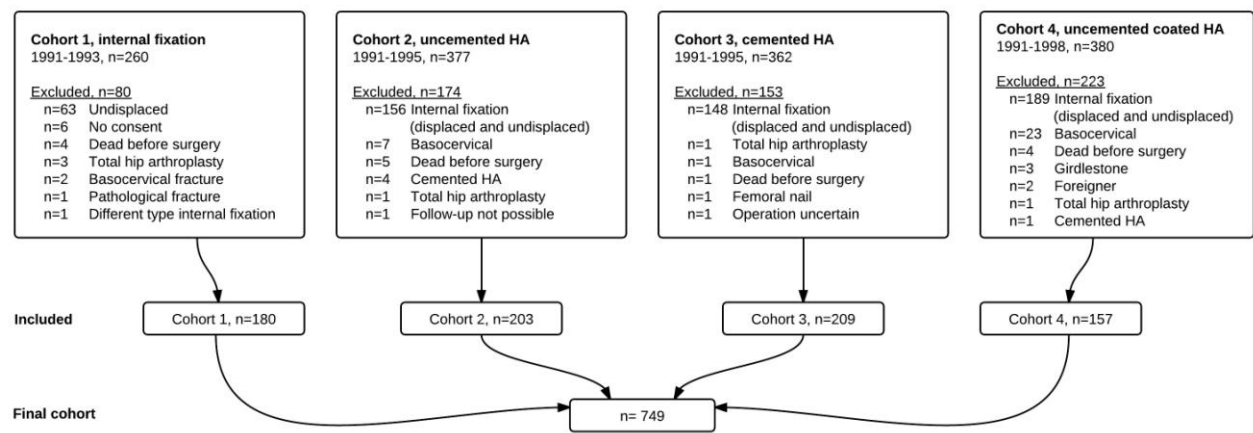 Cohort 1, internal fixation
1991-1993, n=260
Excluded, n=80
n=63 Undisplaced
n=6 No consent
n=4 Dead before surgery
n=3 Total hip arthroplasty
n=2 Basocervical fracture
n=1 Pathological fracture
n=1 Different type internal fixation
Cohort 2, uncemented HA
1991-1995, n=377
Excluded, n=174
n=156 Internal fixation
(displaced and undisplaced)
n=7 Basocervical
n=5 Dead before surgery
n=4 Cemented HA
n=1 Total hip arthroplasty
n=1 Follow-up not possible
Cohort 3, cemented HA
1991-1995, n=362
Excluded, n=153
n=148 Internal fixation
(displaced and undisplaced)
n=1 Total hip arthroplasty
n=1 Basocervical
n=1 Dead before surgery
n=1 Femoral nail
n=1 Operation uncertain
Cohort 4, uncemented coated HA
1991-1998, n=380
Excluded, n=223
n=189 Internal fixation
(displaced and undisplaced)
n=23 Basocervical
n=4 Dead before surgery
n=3 Girdlestone
n=2 Foreigner
n=1 Total hip arthroplasty
n=1 Cemented HA
Included
Cohort 1, n=180
Cohort 2, n=203
Cohort 3, n=209
Cohort 4, n=157
Final cohort
n= 749